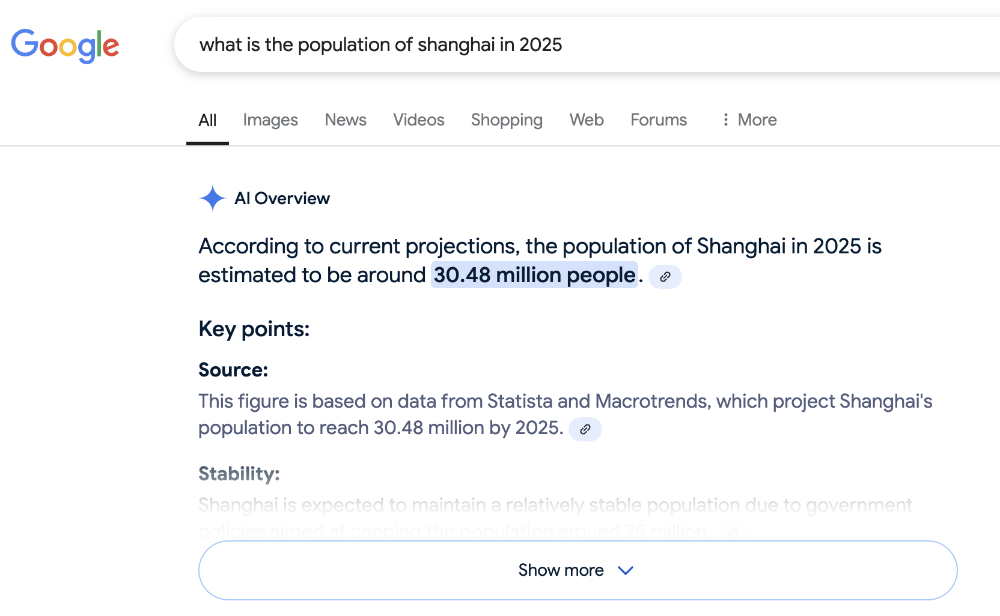 Google
what is the population of shanghai in 2025
All Images News Videos Shopping Web Forums More
AI Overview
According to current projections, the population of Shanghai in 2025 is
estimated to be around 30.48 million people.
Key points:
Source:
This figure is based on data from Statista and Macrotrends, which project Shanghai's
population to reach 30.48 million by 2025.
Stability:
Shanghai is expected to maintain a relatively stable population due to government
policies aimed at capping the population around 25 million.
Show more